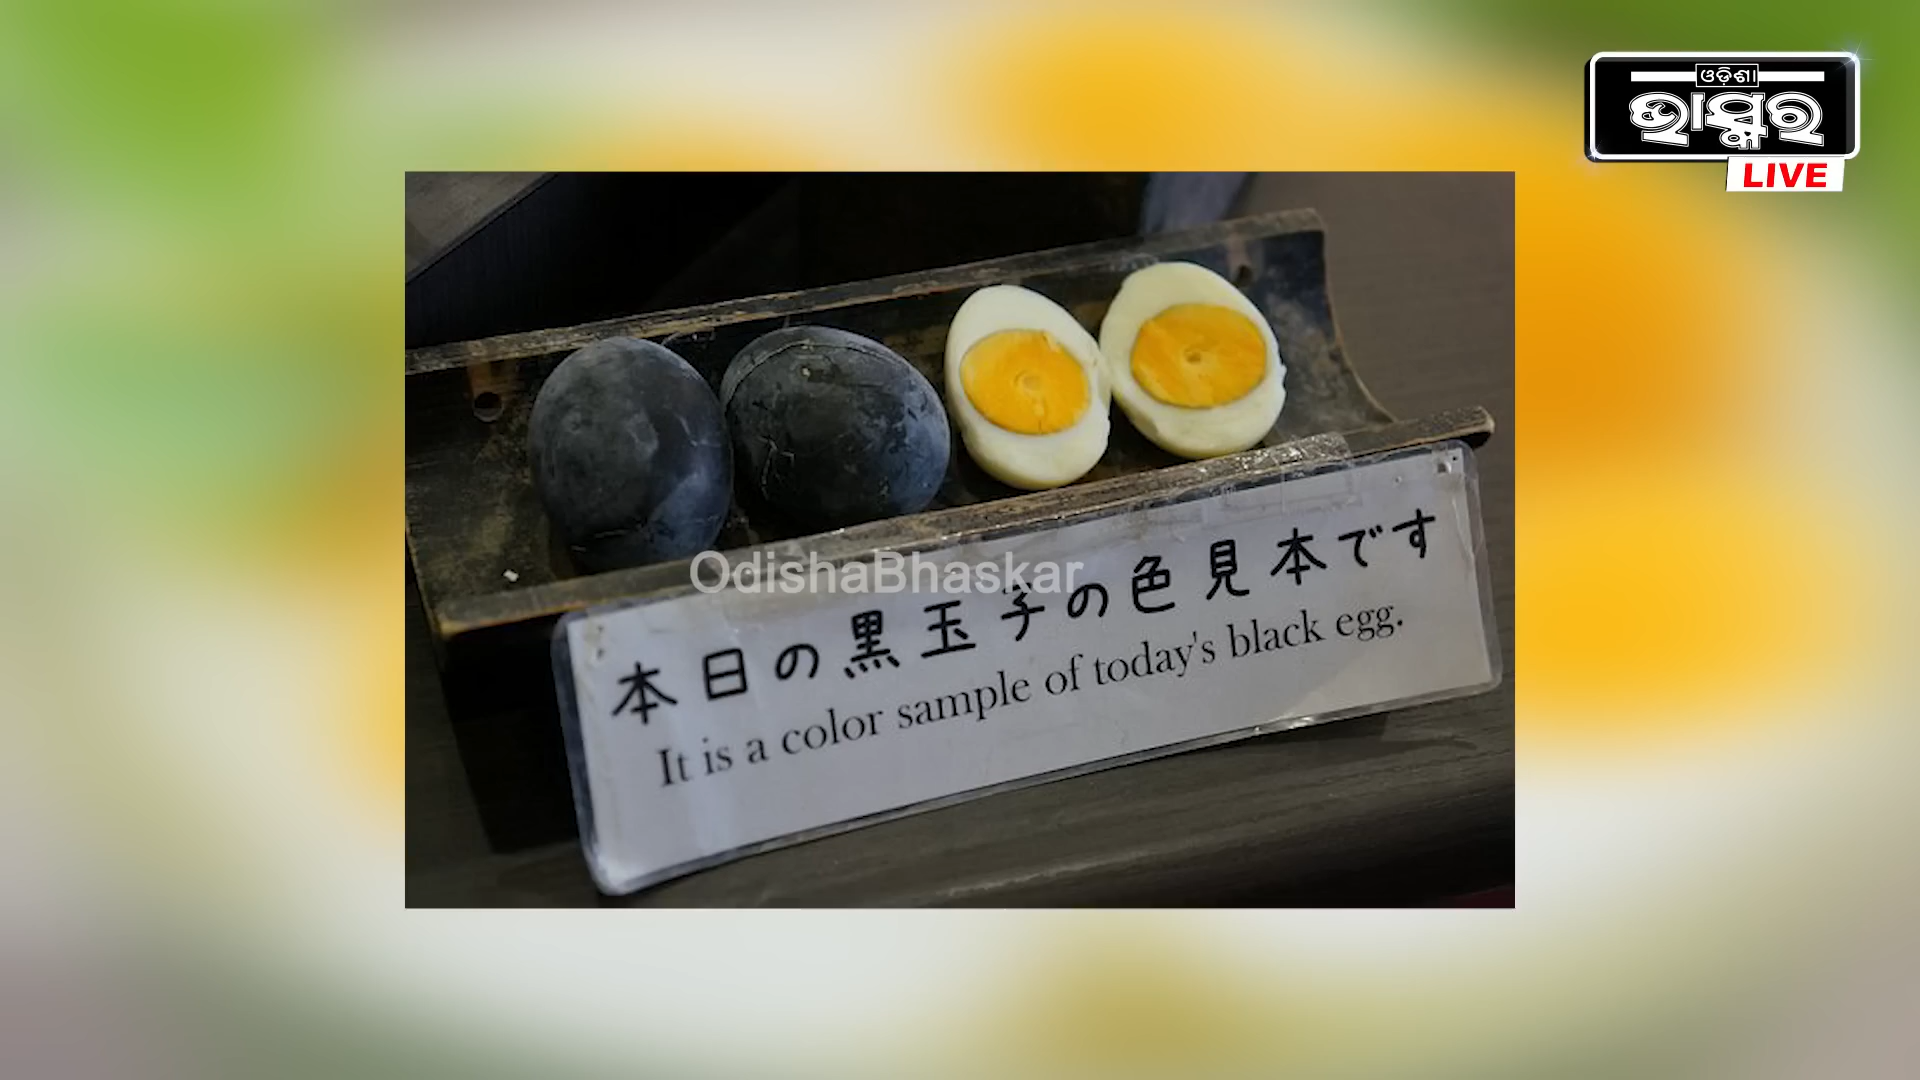 ଓଡ଼ିଶା
ଭାସ୍କର
LIVE
OdishaBhaskar
本日の黒玉子の色見本です
It is a color sample of today's black egg.